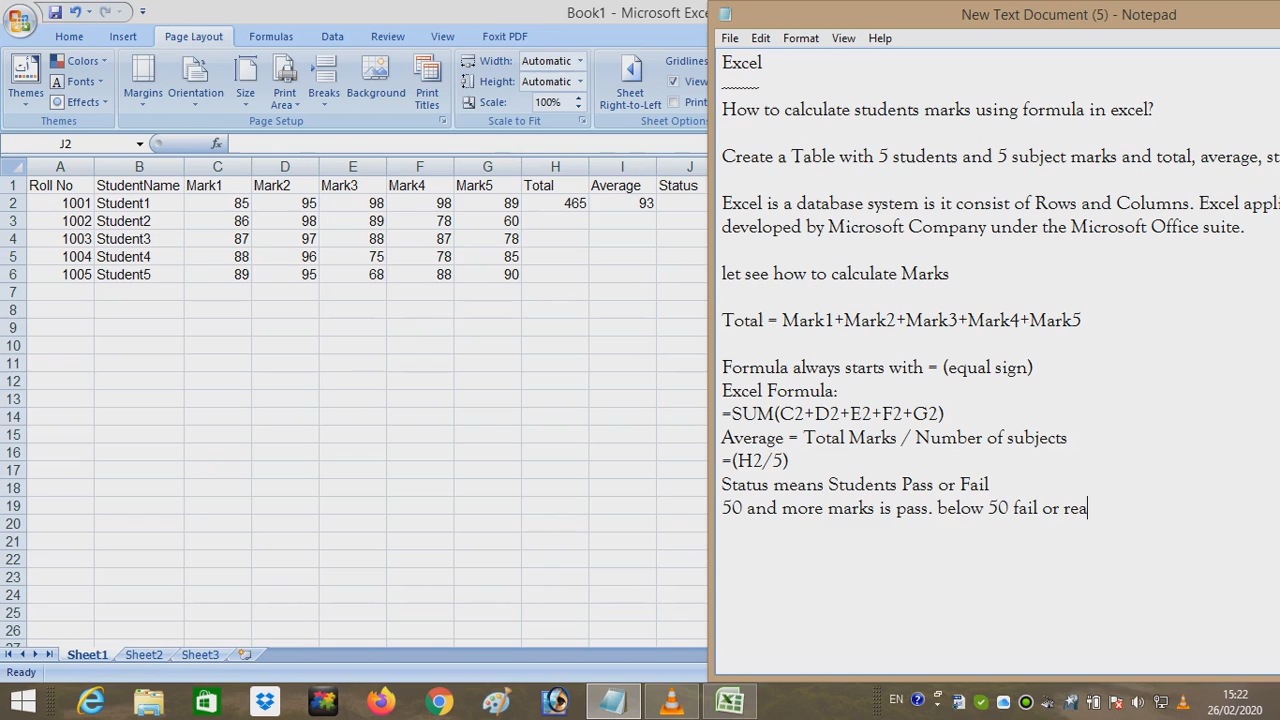 Book1 - Microsoft Exce
New Text Document (5) - Notepad
Home Insert Page Layout Formulas Data Review View Foxit PDF
File Edit Format View Help
Themes
Colors
Fonts
Effects
Themes
Margins Orientation Size Print Area Breaks Background Print Titles
Page Setup
Width: Automatic
Height: Automatic
Scale: 100%
Scale to Fit
Sheet Right-to-Left
Gridlines
View
Print
Sheet Options
J2 fx
A B C D E F G H I J
1 Roll No StudentName Mark1 Mark2 Mark3 Mark4 Mark5 Total Average Status
2 1001 Student1 85 95 98 98 89 465 93
3 1002 Student2 86 98 89 78 60
4 1003 Student3 87 97 88 87 78
5 1004 Student4 88 96 75 78 85
6 1005 Student5 89 95 68 88 90
7
8
9
10
11
12
13
14
15
16
17
18
19
20
21
22
23
24
25
26
Sheet1 Sheet2 Sheet3
Ready
Excel
How to calculate students marks using formula in excel?
Create a Table with 5 students and 5 subject marks and total, average, st
Excel is a database system is it consist of Rows and Columns. Excel appli
developed by Microsoft Company under the Microsoft Office suite.
let see how to calculate Marks
Total = Mark1+Mark2+Mark3+Mark4+Mark5
Formula always starts with = (equal sign)
Excel Formula:
=SUM(C2+D2+E2+F2+G2)
Average = Total Marks / Number of subjects
=(H2/5)
Status means Students Pass or Fail
50 and more marks is pass. below 50 fail or rea
EN
15:22
26/02/2020